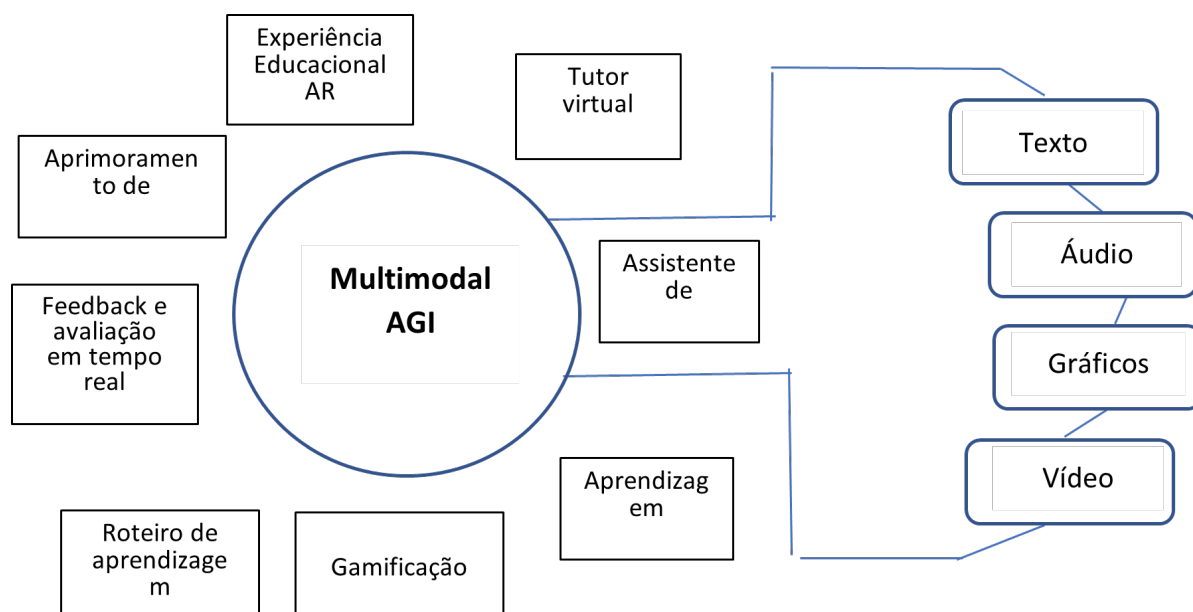 Experiência
Educacional
AR
Tutor
virtual
Aprimoramen
to de
Multimodal
AGI
Assistente
de
Feedback e
avaliação
em tempo
real
Aprendizag
em
Roteiro de
aprendizage
m
Gamificação
Texto
Áudio
Gráficos
Vídeo